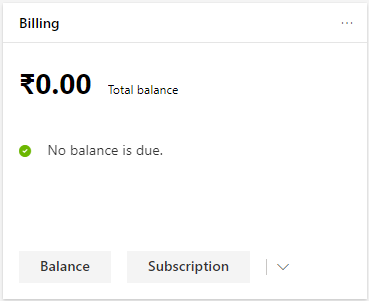 Billing
₹0.00 Total balance
No balance is due.
Balance Subscription